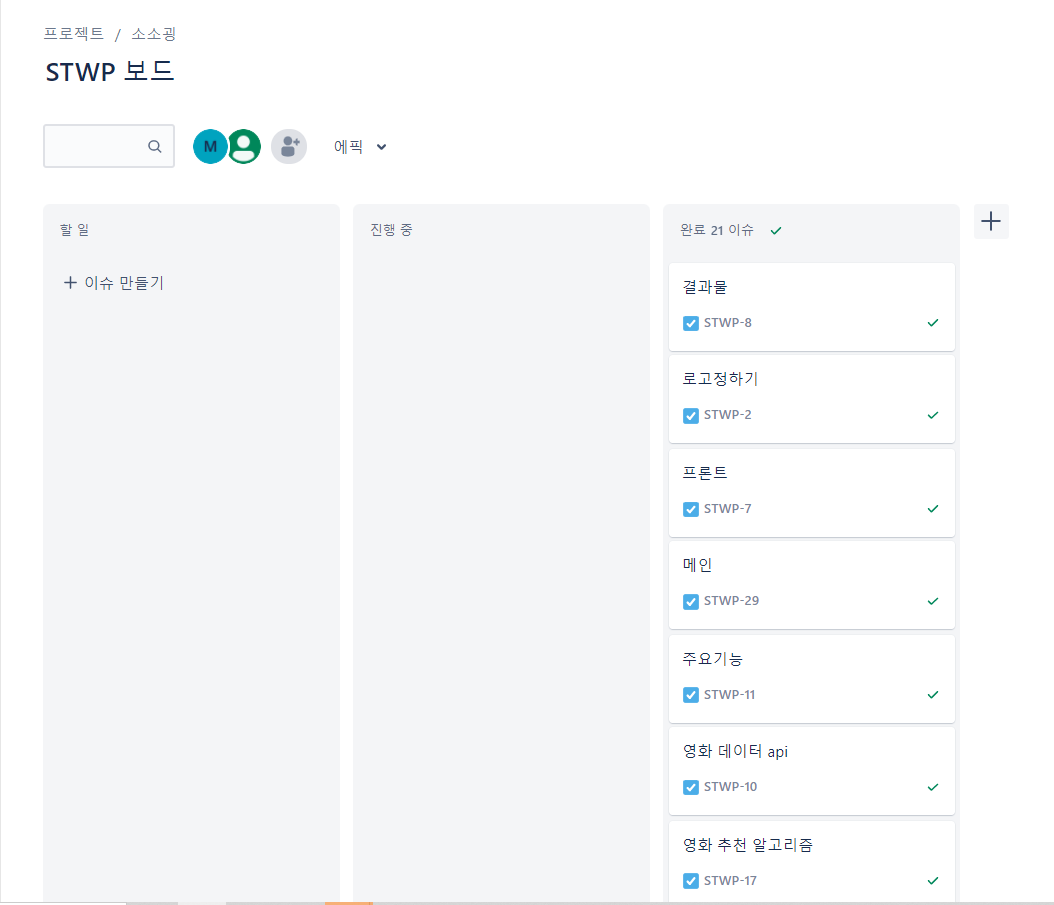 프로젝트 / 소소굉
STWP 보드
M
에픽
할 일
+ 이슈 만들기
진행 중
완료 21 이슈
결과물
STWP-8
로고정하기
STWP-2
프론트
STWP-7
메인
STWP-29
주요기능
STWP-11
영화 데이터 api
STWP-10
영화 추천 알고리즘
STWP-17